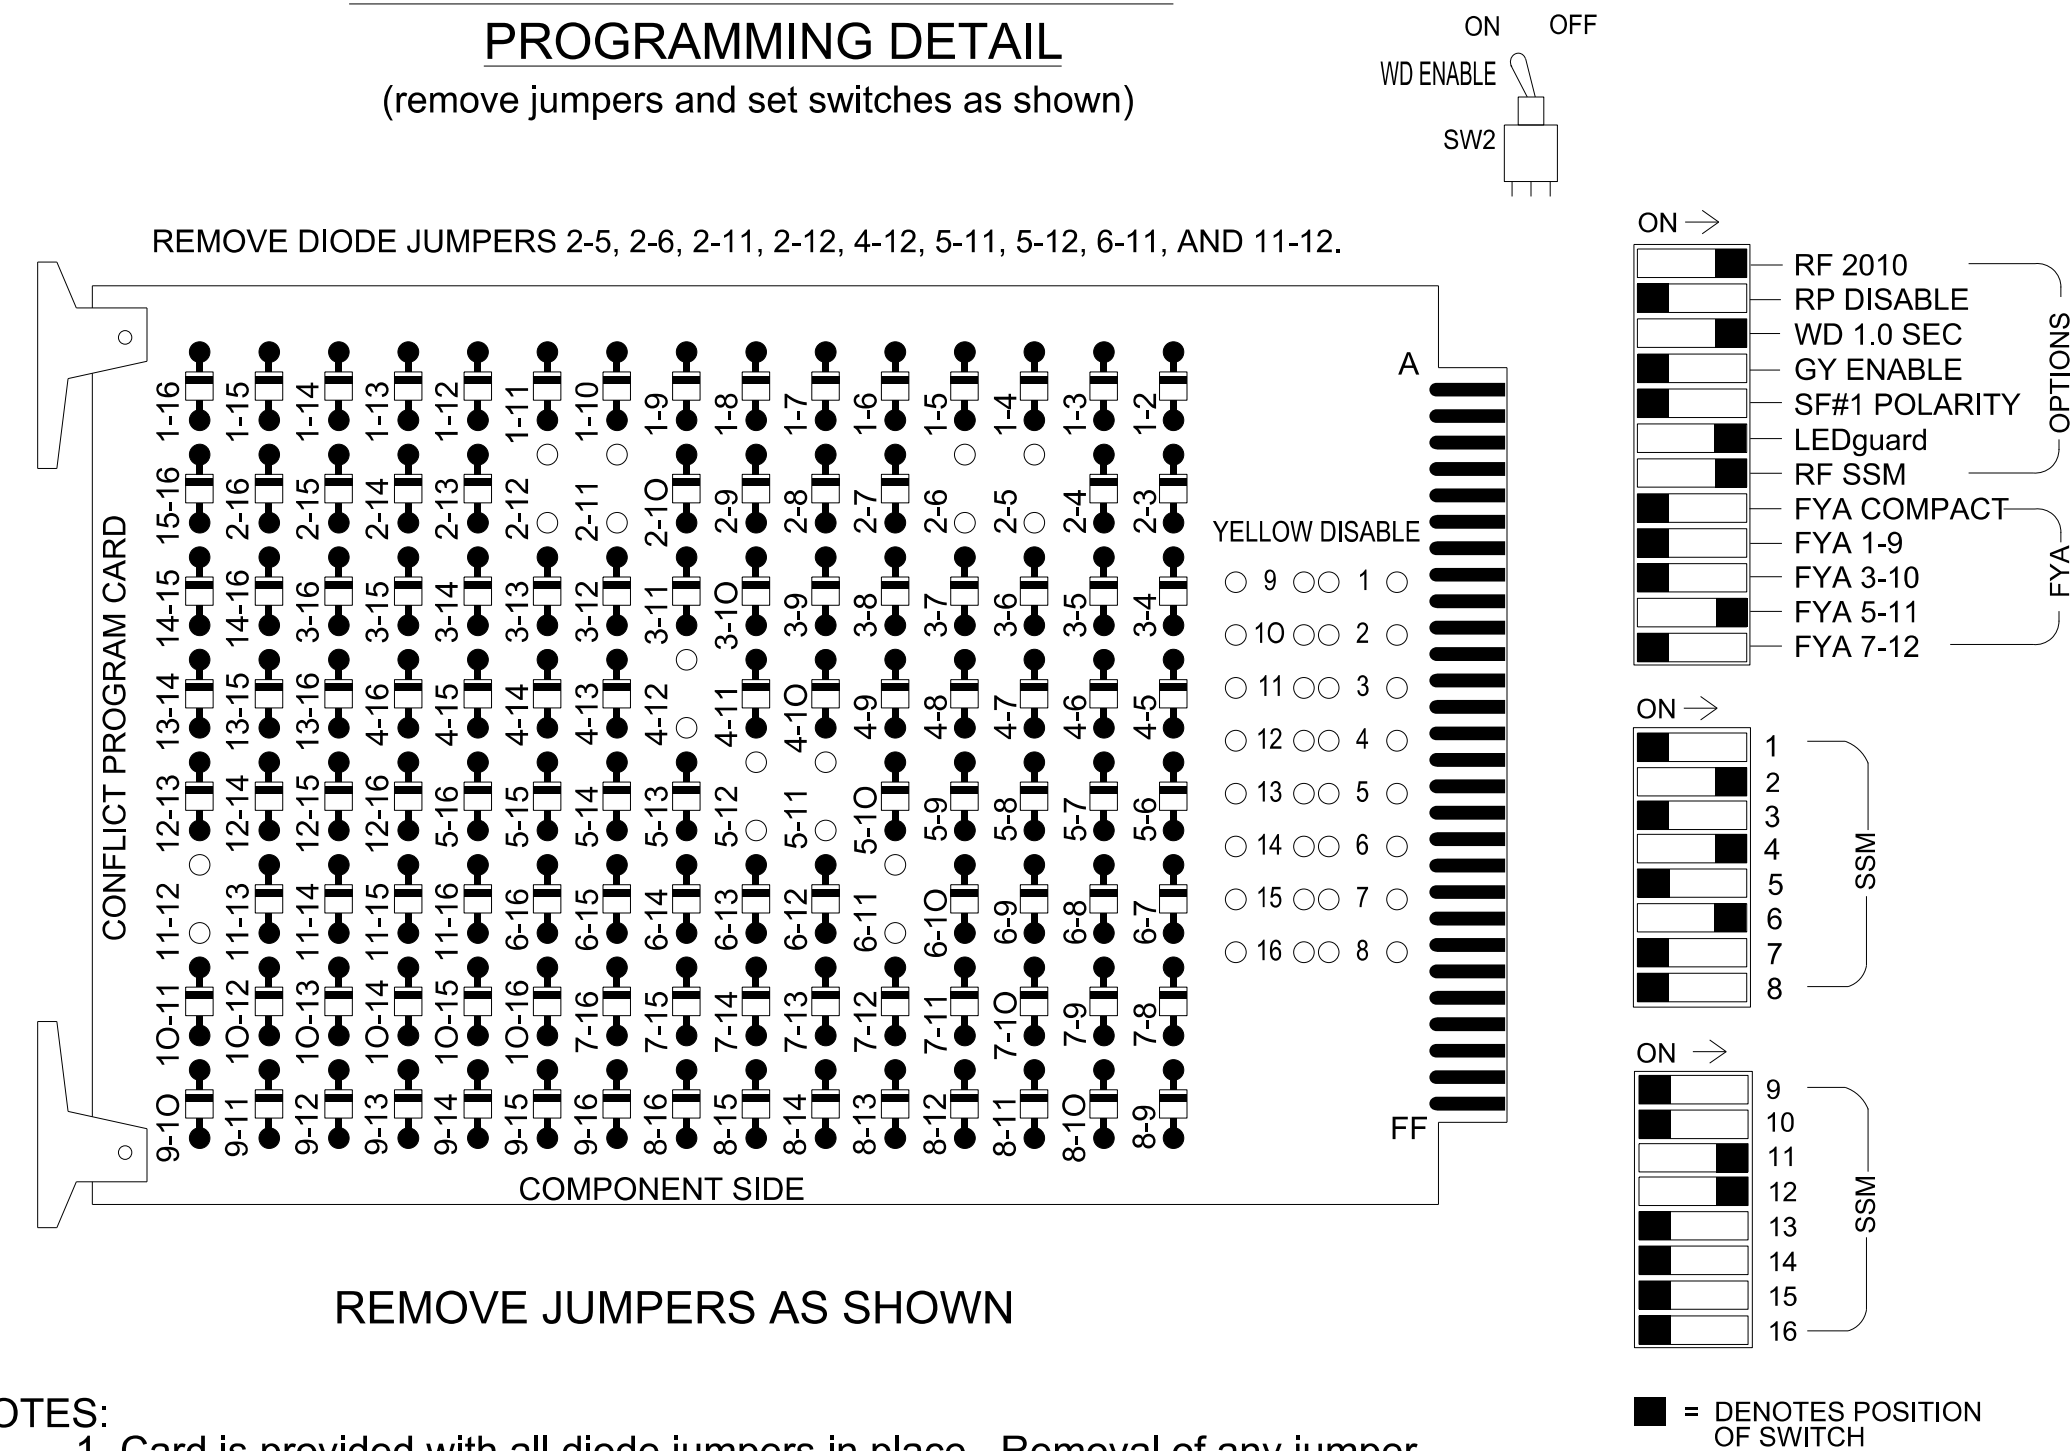 PROGRAMMING DETAIL
(remove jumpers and set switches as shown)
ON OFF
WD ENABLE
SW2
REMOVE DIODE JUMPERS 2-5, 2-6, 2-11, 2-12, 4-12, 5-11, 5-12, 6-11, AND 11-12.
CONFLICT PROGRAM CARD
1-16 1-15 1-14 1-13 1-12 1-11 1-10 1-9 1-8 1-7 1-6 1-5 1-4 1-3 1-2
15-16 2-16 2-15 2-14 2-13 2-12 2-11 2-10 2-9 2-8 2-7 2-6 2-5 2-4 2-3
14-15 14-16 3-16 3-15 3-14 3-13 3-12 3-11 3-10 3-9 3-8 3-7 3-6 3-5 3-4
13-14 13-15 13-16 4-16 4-15 4-14 4-13 4-12 4-11 4-10 4-9 4-8 4-7 4-6 4-5
12-13 12-14 12-15 12-16 5-16 5-15 5-14 5-13 5-12 5-11 5-10 5-9 5-8 5-7 5-6
11-12 11-13 11-14 11-15 11-16 6-16 6-15 6-14 6-13 6-12 6-11 6-10 6-9 6-8 6-7
10-11 10-12 10-13 10-14 10-15 10-16 7-16 7-15 7-14 7-13 7-12 7-11 7-10 7-9 7-8
9-10 9-11 9-12 9-13 9-14 9-15 9-16 8-16 8-15 8-14 8-13 8-12 8-11 8-10 8-9
COMPONENT SIDE
A
YELLOW DISABLE
9 1
10 2
11 3
12 4
13 5
14 6
15 7
16 8
FF
ON
RF 2010
RP DISABLE
WD 1.0 SEC
GY ENABLE
SF#1 POLARITY
LEDguard
RF SSM
OPTIONS
FYA COMPACT
FYA 1-9
FYA 3-10
FYA 5-11
FYA 7-12
FYA
ON
1
2
3
4
5
6
7
8
SSM
ON
9
10
11
12
13
14
15
16
SSM
REMOVE JUMPERS AS SHOWN
= DENOTES POSITION
OF SWITCH
OTES:
1. Card is provided with all diode jumpers in place. Removal of any jumper